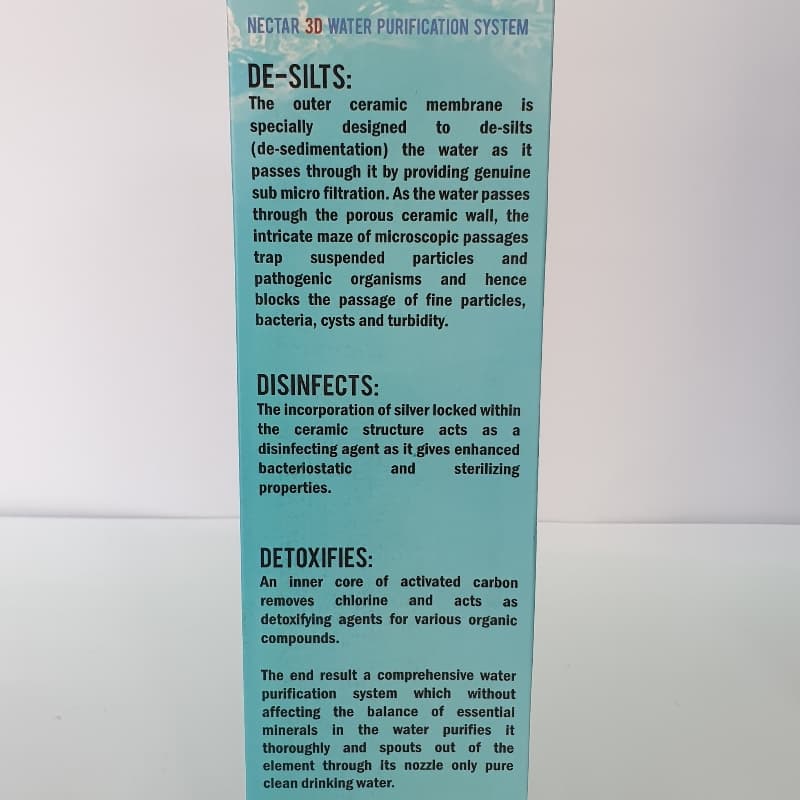 NECTAR 3D WATER PURIFICATION SYSTEM
DE-SILTS:
The outer ceramic membrane is
specially designed to de-silts
(de-sedimentation) the water as it
passes through it by providing genuine
sub micro filtration. As the water passes
through the porous ceramic wall, the
intricate maze of microscopic passages
trap suspended particles and
pathogenic organisms and hence
blocks the passage of fine particles,
bacteria, cysts and turbidity.
DISINFECTS:
The incorporation of silver locked within
the ceramic structure acts as a
disinfecting agent as it gives enhanced
bacteriostatic and sterilizing
properties.
DETOXIFIES:
An inner core of activated carbon
removes chlorine and acts as
detoxifying agents for various organic
compounds.
The end result a comprehensive water
purification system which without
affecting the balance of essential
minerals in the water purifies it
thoroughly and spouts out of the
element through its nozzle only pure
clean drinking water.